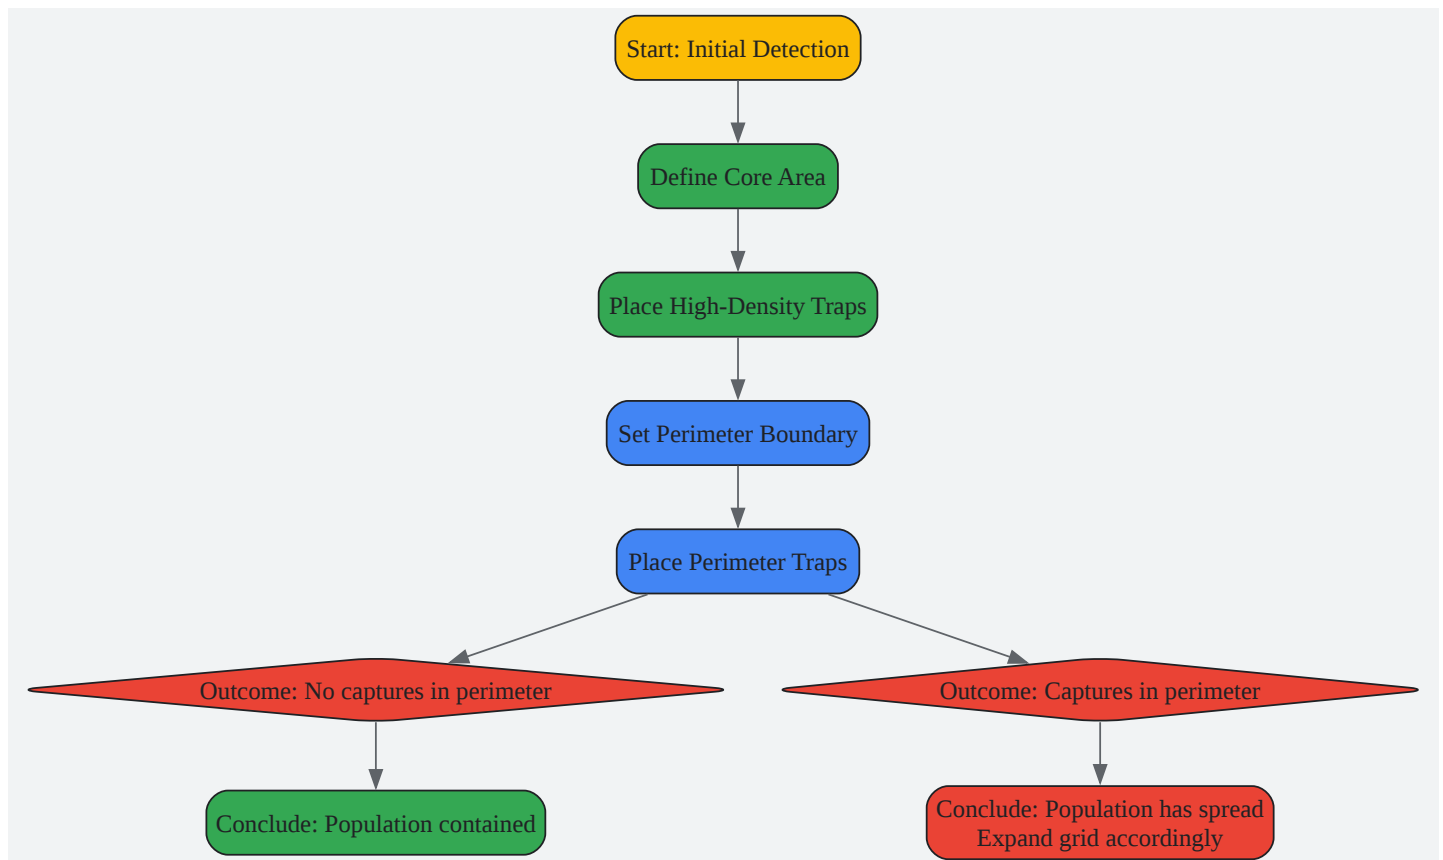 Start: Initial Detection
Define Core Area
Place High-Density Traps
Set Perimeter Boundary
Place Perimeter Traps
Outcome: No captures in perimeter
Outcome: Captures in perimeter
Conclude: Population contained
Conclude: Population has spread
Expand grid accordingly